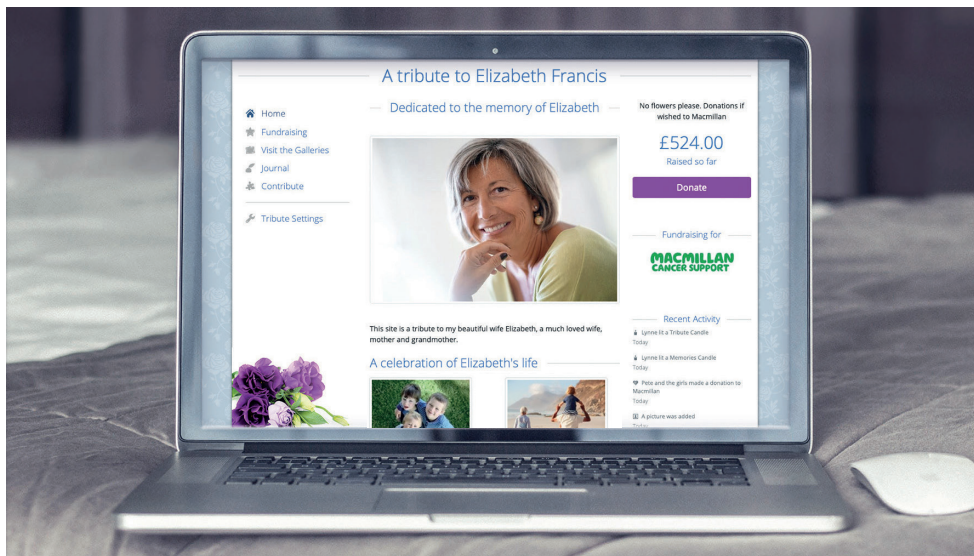 A tribute to Elizabeth Francis
Home
Fundraising
Visit the Galleries
Journal
Contribute
Tribute Settings
Dedicated to the memory of Elizabeth
This site is a tribute to my beautiful wife Elizabeth, a much loved wife,
mother and grandmother.
A celebration of Elizabeth's life
No flowers please. Donations if
wished to Macmillan
£524.00
Raised so far
Donate
Fundraising for
MACMILLAN
CANCER SUPPORT
Recent Activity
Lynne lit a Tribute Candle
Today
Lynne lit a Memories Candle
Today
Pete and the girls made a donation to
Macmillan
Today
A picture was added
Today